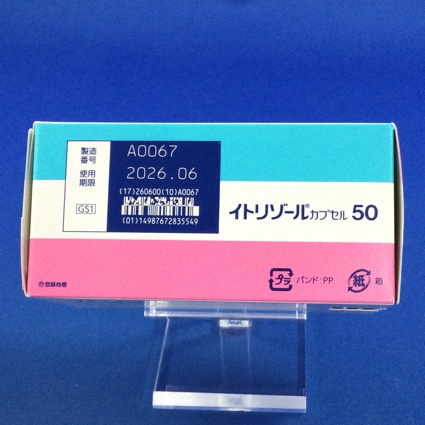 製造番号 A0067
使用期限 2026.06
(17)260600(10)A0067
GS1
(01)14987672835549
イトリゾール®カプセル 50
プラ バンド:PP 紙 箱
Ⓡ登録商標